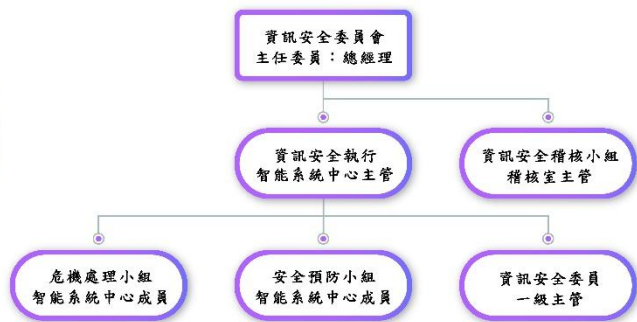 資訊安全委員會
主任委員：總經理
資訊安全執行
智能系統中心主管
資訊安全稽核小組
稽核室主管
危機處理小組
智能系統中心成員
安全預防小組
智能系統中心成員
資訊安全委員
一級主管